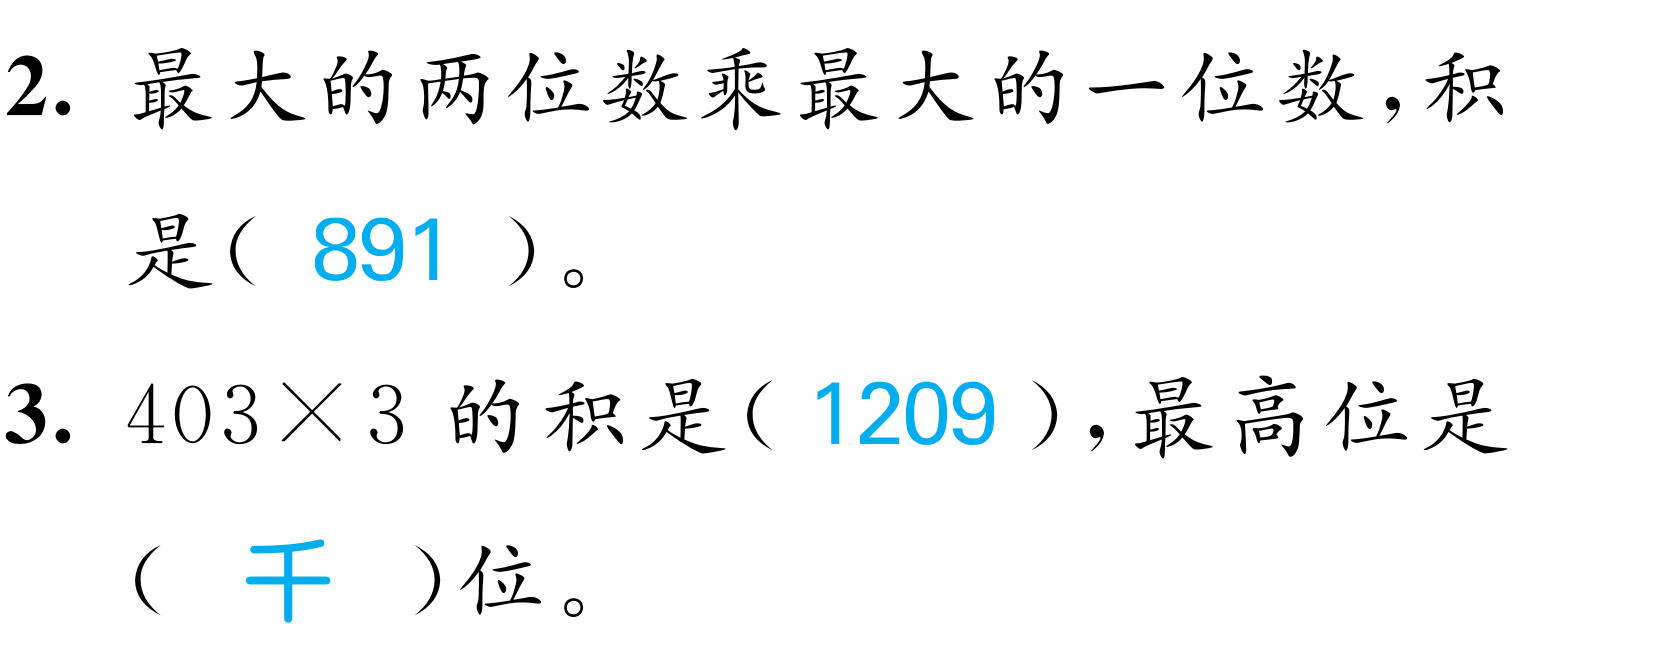 2. 最大的两位数乘最大的一位数,积
是( 891 )。
3. 403×3 的积是( 1209 ),最高位是
( 千 )位。